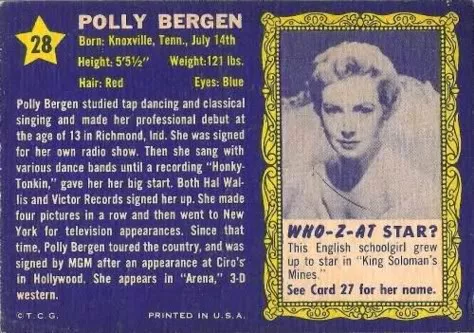 28
POLLY BERGEN
Born: Knoxville, Tenn., July 14th
Height: 5'5½" Weight: 121 lbs.
Hair: Red Eyes: Blue
Polly Bergen studied tap dancing and classical
singing and made her professional debut at
the age of 13 in Richmond, Ind. She was signed
for her own radio show. Then she sang with
various dance bands until a recording "Honky-
Tonkin," gave her her big start. Both Hal Wal-
lis and Victor Records signed her up. She made
four pictures in a row and then went to New
York for television appearances. Since that
time, Polly Bergen toured the country, and was
signed by MGM after an appearance at Ciro's
in Hollywood. She appears in "Arena," 3-D
western.
© T.C.G. PRINTED IN U.S.A.
WHO-Z-AT STAR?
This English schoolgirl grew
up to star in "King Soloman's
Mines."
See Card 27 for her name.